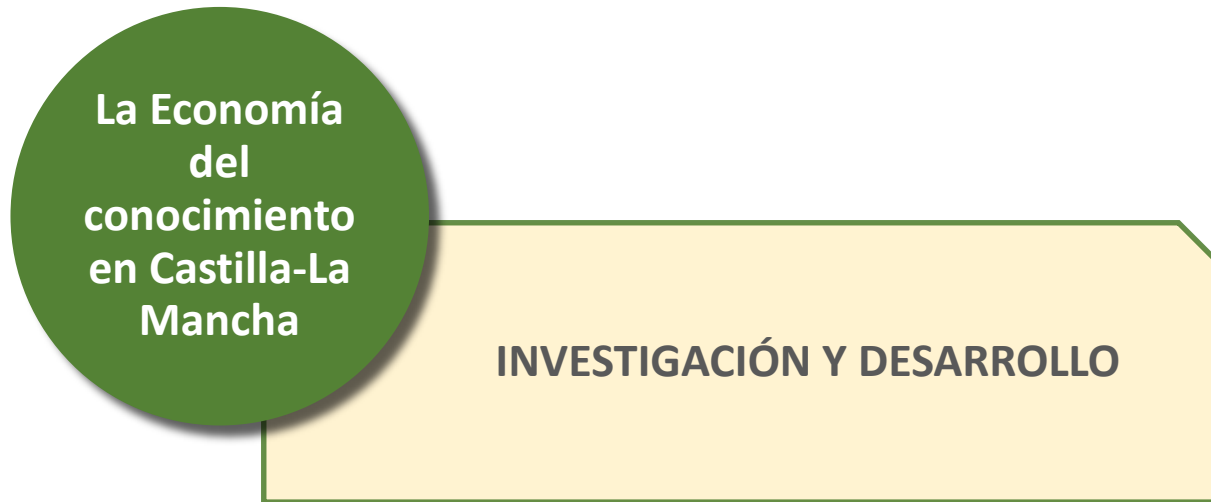 La Economía
del
conocimiento
en Castilla-La
Mancha
INVESTIGACIÓN Y DESARROLLO